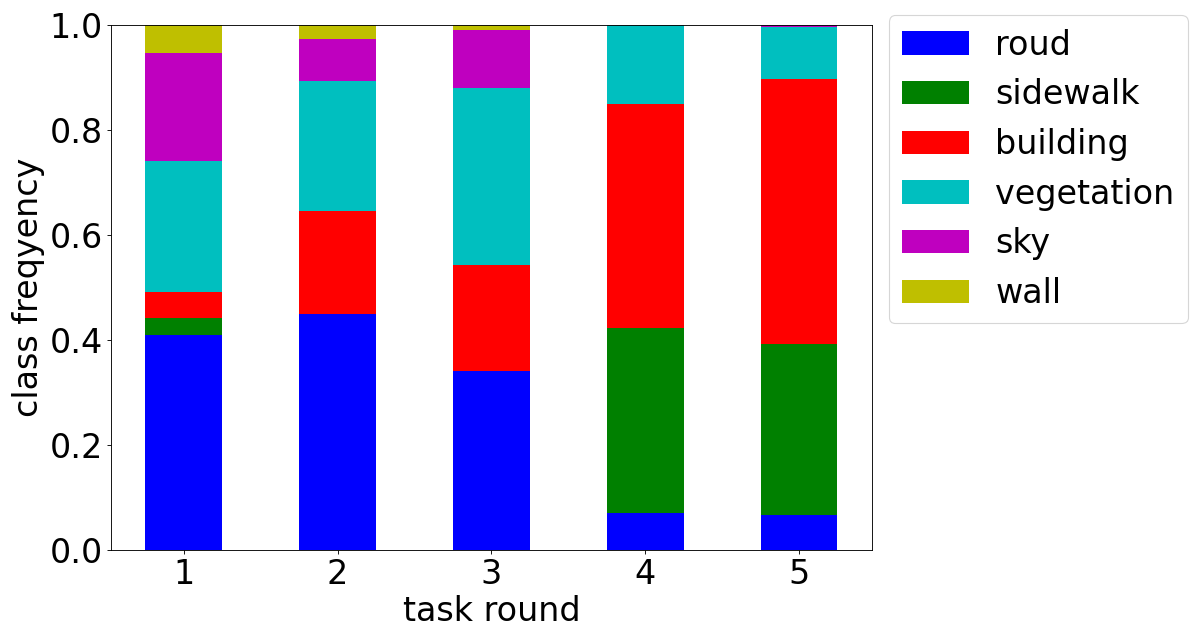 1.0
0.8
0.6
0.4
0.2
0.0
class freqyency
1 2 3 4 5
task round
roud
sidewalk
building
vegetation
sky
wall